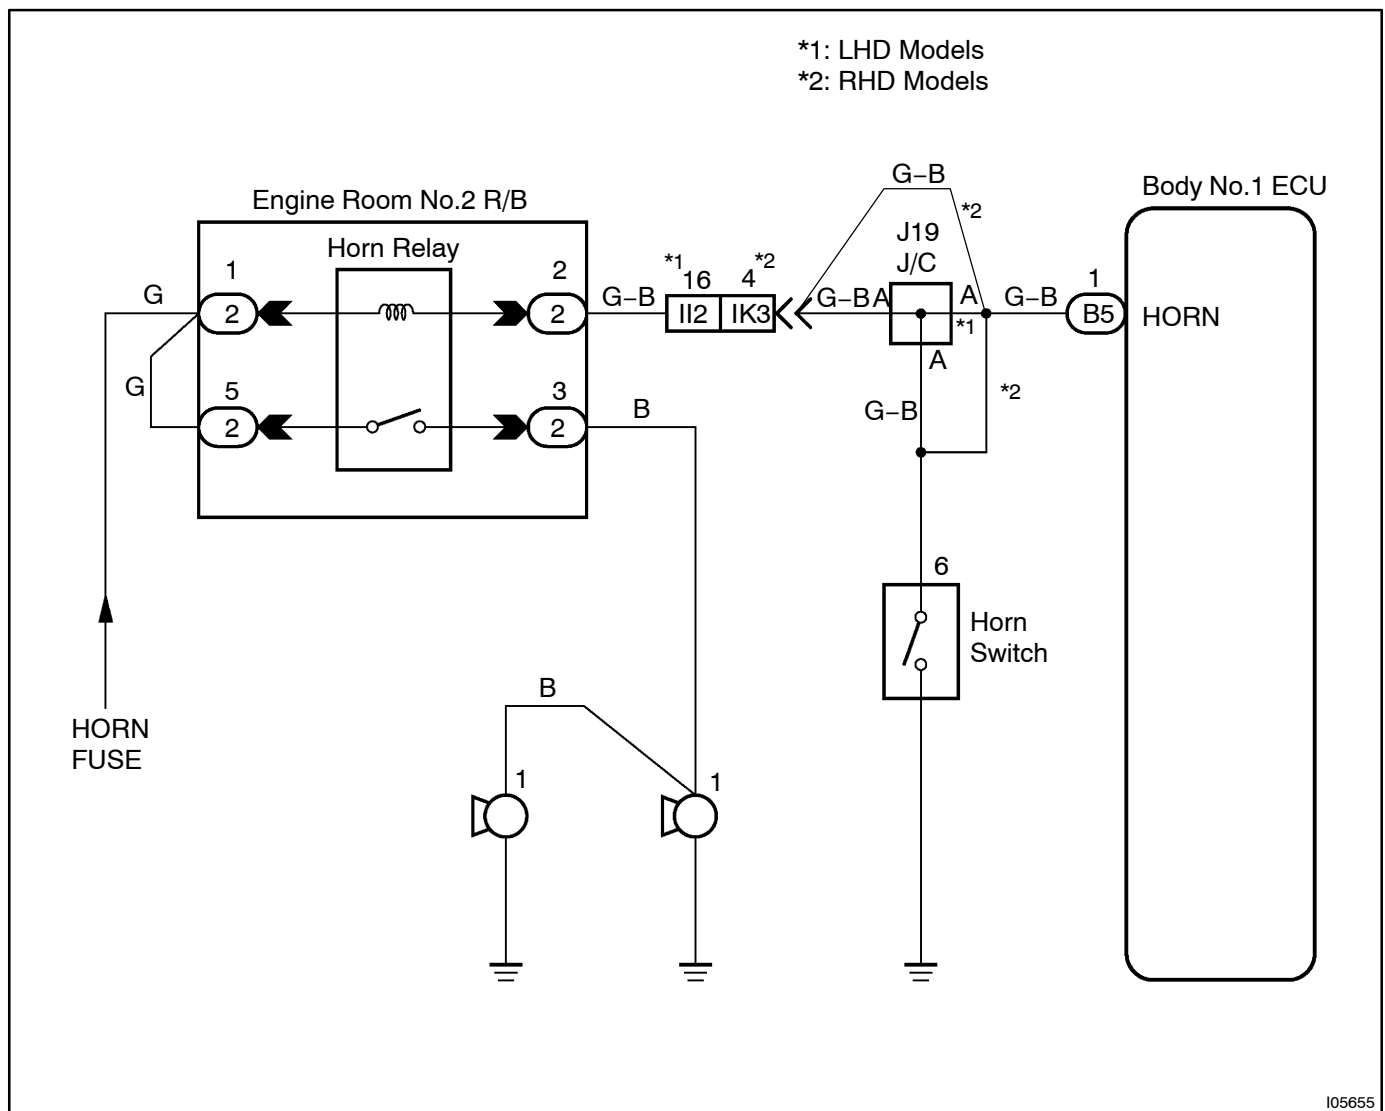 *1: LHD Models
*2: RHD Models
Engine Room No.2 R/B
Horn Relay
G
1
2
2
2
G
5
2
3
2
B
G−B
*1
16
4
*2
II2
IK3
G−B
*2
J19
J/C
G−B
A
A
*1
A
G−B
*2
G−B
1
B5
Body No.1 ECU
HORN
6
Horn
Switch
HORN
FUSE
B
1
1
I05655